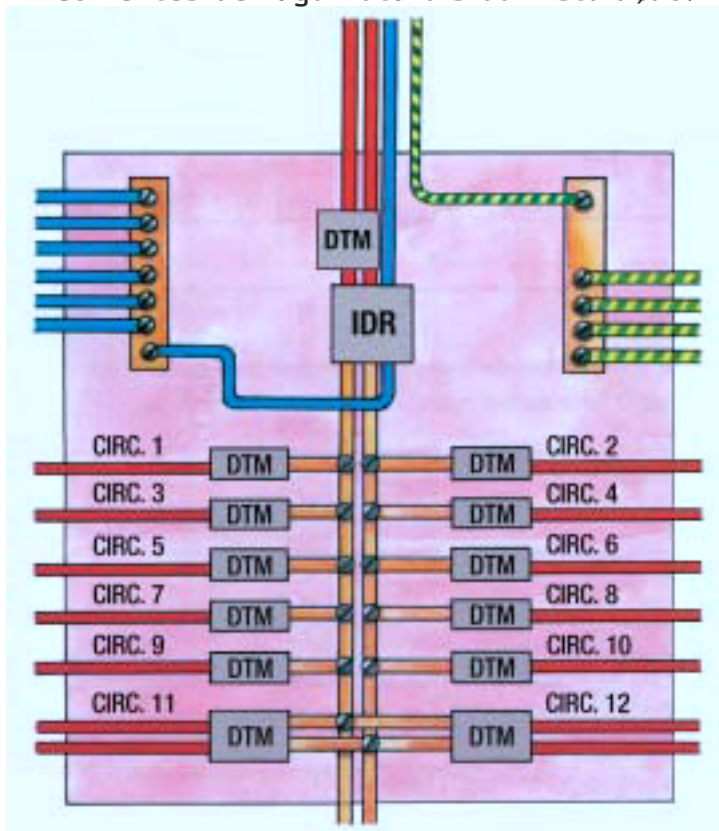 DTM
IDR
CIRC. 1
DTM
DTM
CIRC. 2
CIRC. 3
DTM
DTM
CIRC. 4
CIRC. 5
DTM
DTM
CIRC. 6
CIRC. 7
DTM
DTM
CIRC. 8
CIRC. 9
DTM
DTM
CIRC. 10
CIRC. 11
DTM
DTM
CIRC. 12